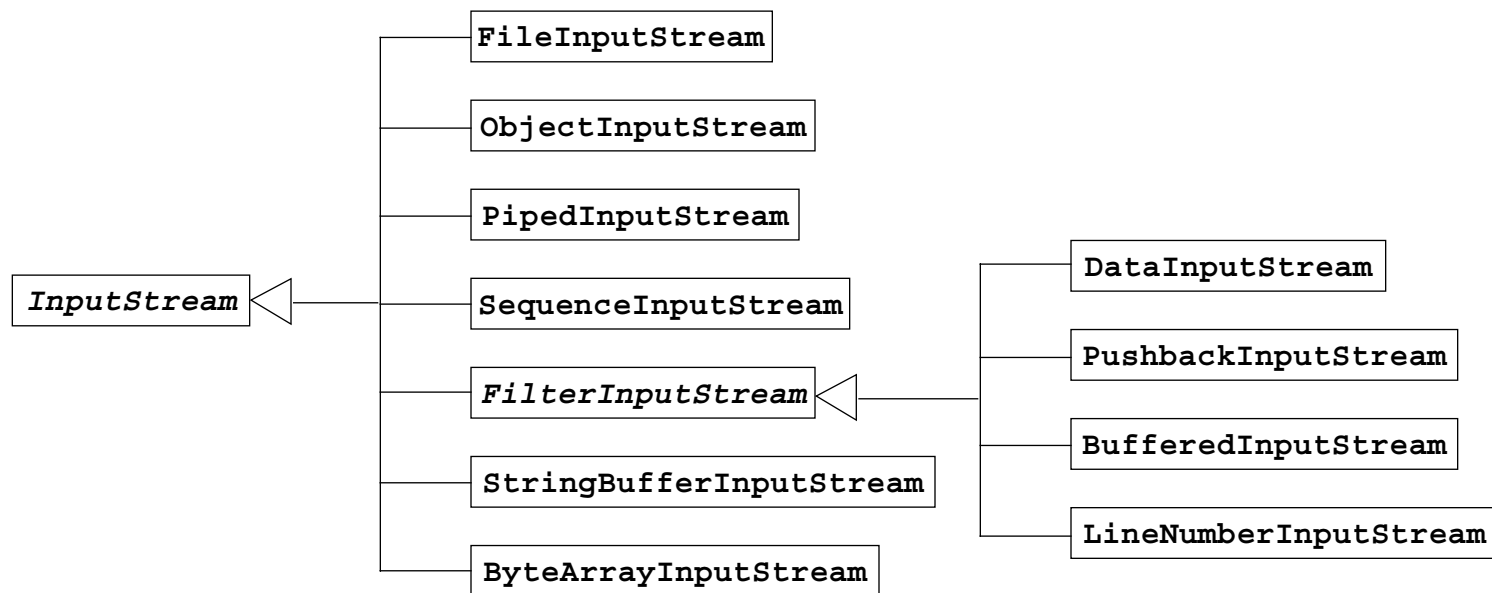 FileInputStream
ObjectInputStream
PipedInputStream
InputStream
SequenceInputStream
FilterInputStream
StringBufferInputStream
ByteArrayInputStream
DataInputStream
PushbackInputStream
BufferedInputStream
LineNumberInputStream